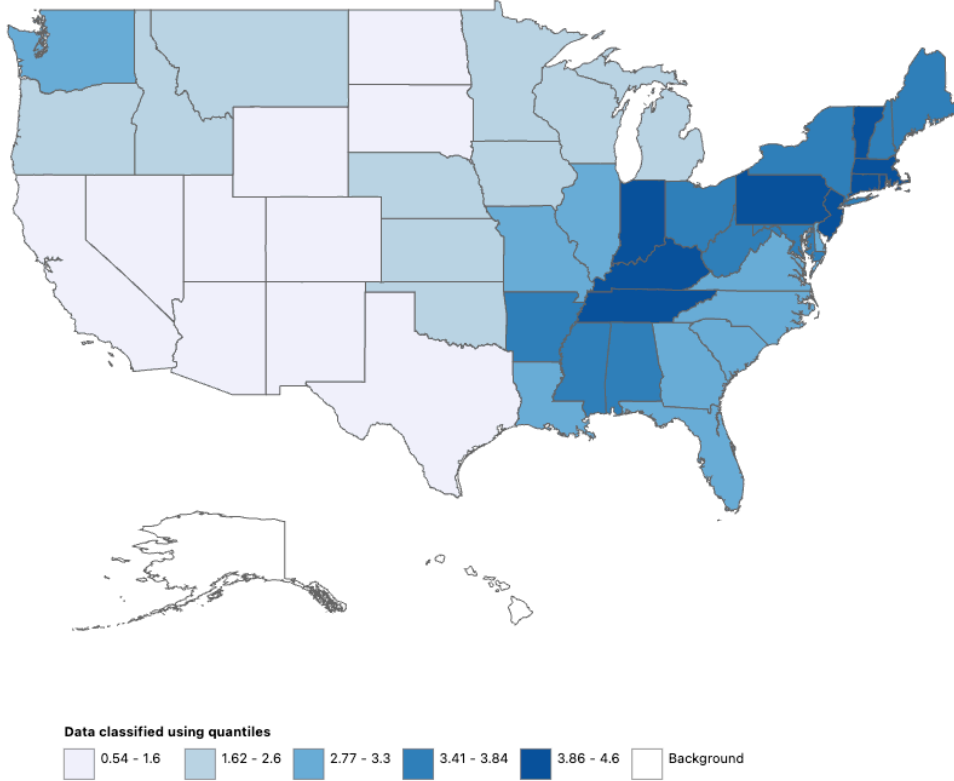 Data classified using quantiles
0.54 - 1.6 1.62 - 2.6 2.77 - 3.3 3.41 - 3.84 3.86 - 4.6 Background